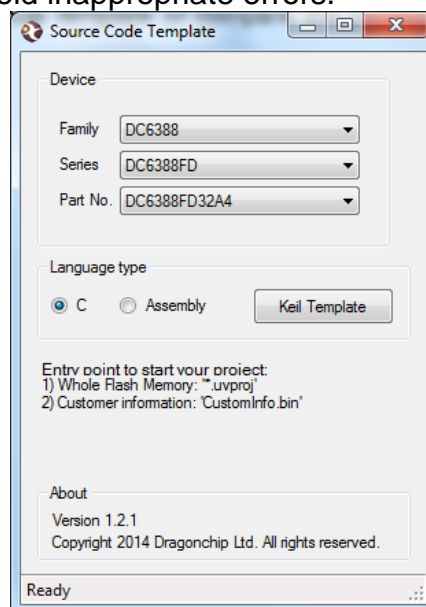 inappropriate errors.
Source Code Template
Device
Family DC6388
Series DC6388FD
Part No. DC6388FD32A4
Language type
C Assembly Keil Template
Entry point to start your project:
1) Whole Flash Memory: '*.uvproj'
2) Customer information: 'CustomInfo.bin'
About
Version 1.2.1
Copyright 2014 Dragonchip Ltd. All rights reserved.
Ready